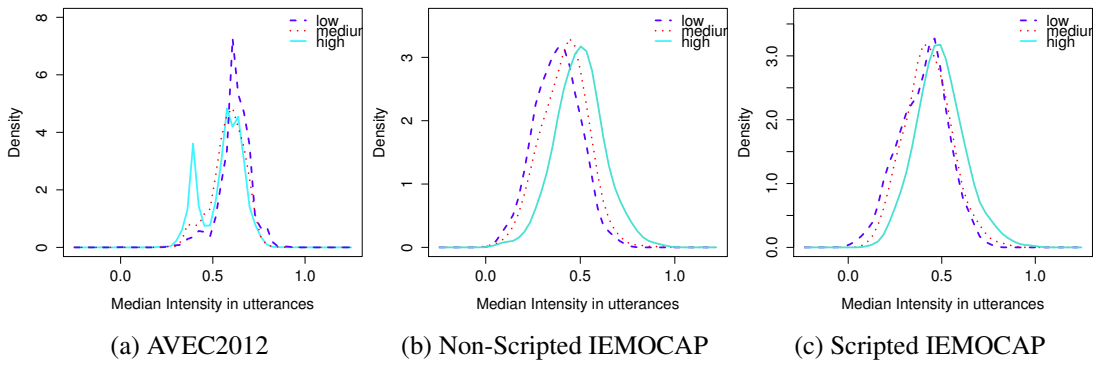 low
medium
high
Density
0 2 4 6 8
0.0 0.5 1.0
Median Intensity in utterances
(a) AVEC2012
low
medium
high
Density
0 1 2 3
0.0 0.5 1.0
Median Intensity in utterances
(b) Non-Scripted IEMOCAP
low
medium
high
Density
0.0 1.0 2.0 3.0
0.0 0.5 1.0
Median Intensity in utterances
(c) Scripted IEMOCAP